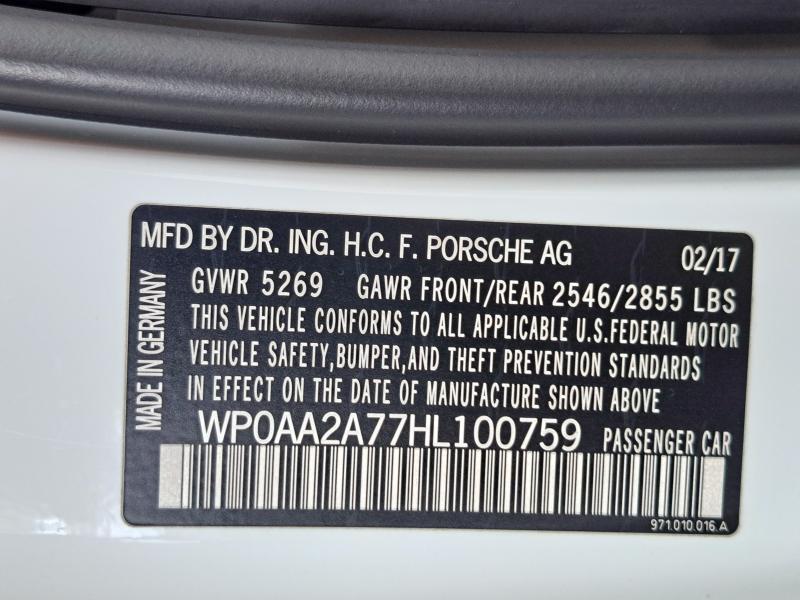 MFD BY DR. ING. H.C. F. PORSCHE AG 02/17
GVWR 5269 GAWR FRONT/REAR 2546/2855 LBS
THIS VEHICLE CONFORMS TO ALL APPLICABLE U.S.FEDERAL MOTOR
VEHICLE SAFETY,BUMPER,AND THEFT PREVENTION STANDARDS
IN EFFECT ON THE DATE OF MANUFACTURE SHOWN ABOVE
WP0AA2A77HL100759 PASSENGER CAR
971.010.016.A
MADE IN GERMANY